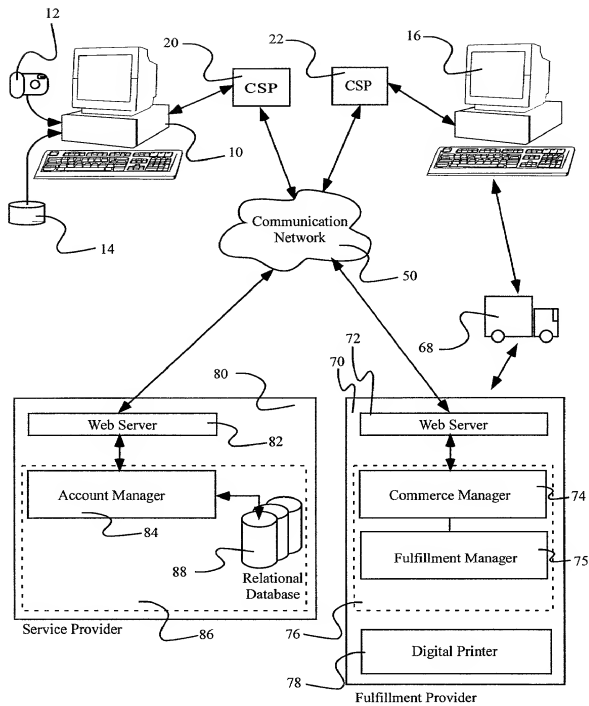 12
20
CSP
22
CSP
16
10
14
Communication
Network
50
68
80
72
70
Web Server
82
Web Server
Account Manager
84
Commerce Manager
74
88
Relational
Database
Fulfillment Manager
75
86
76
Service Provider
Digital Printer
78
Fulfillment Provider